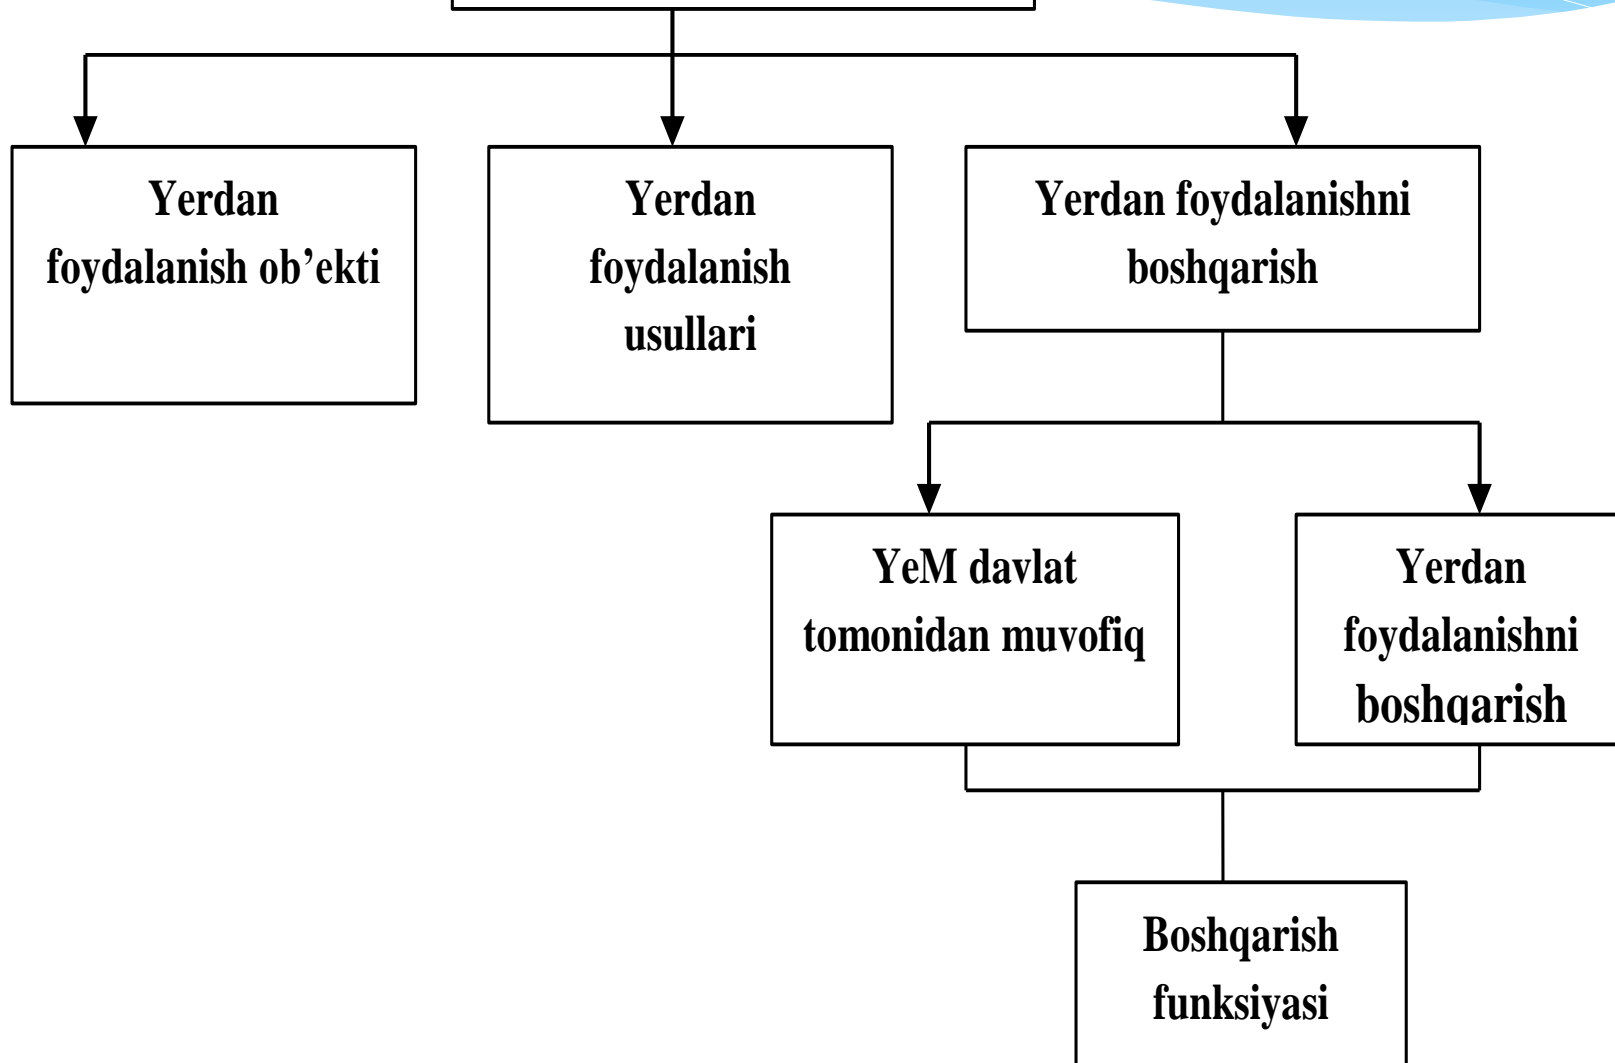 Yerdan
foydalanish ob’ekti
Yerdan
foydalanish
usullari
Yerdan foydalanishni
boshqarish
YeM davlat
tomonidan muvofiq
Yerdan
foydalanishni
boshqarish
Boshqarish
funksiyasi